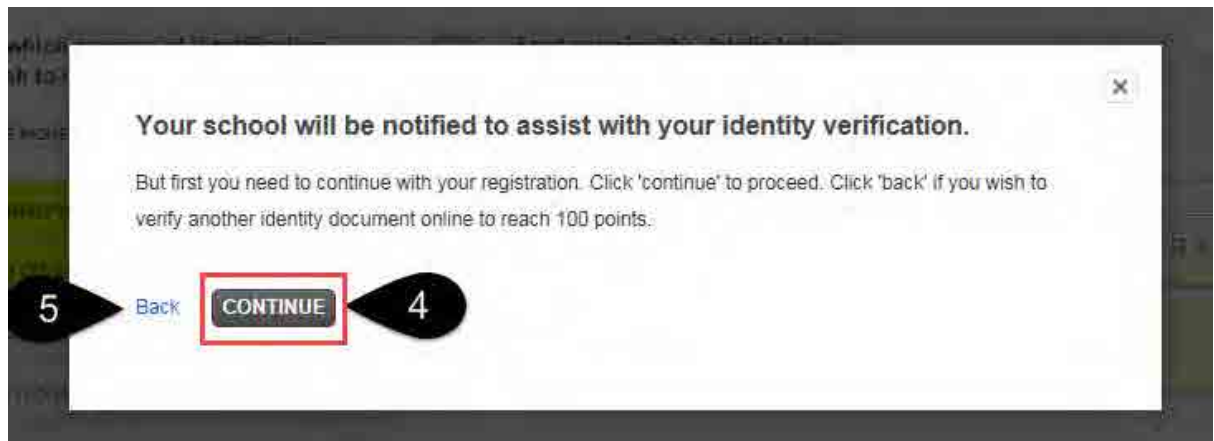 Your school will be notified to assist with your identity verification.
But first you need to continue with your registration. Click 'continue' to proceed. Click 'back' if you wish to
verify another identity document online to reach 100 points.
5 Back CONTINUE 4